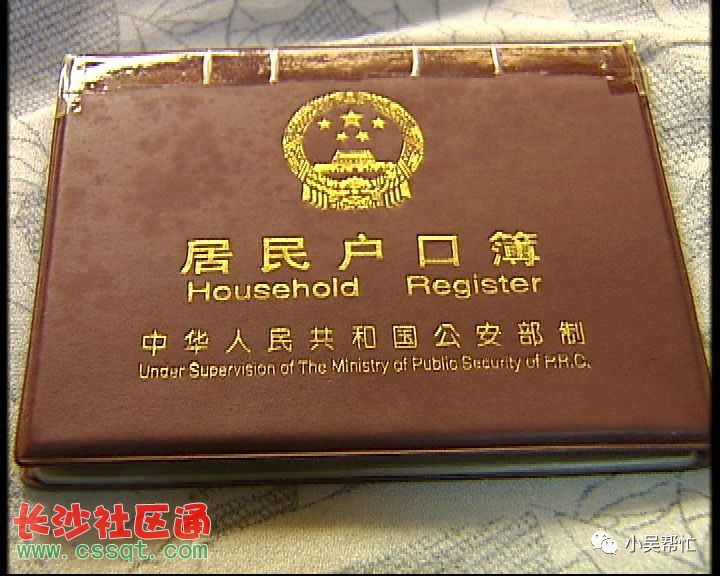 居民户口簿
Household Register
中华人民共和国公安部制
Under Supervision of The Ministry of Public Security of P.R.C.
长沙社区通
www.cssqt.com
小吴帮忙